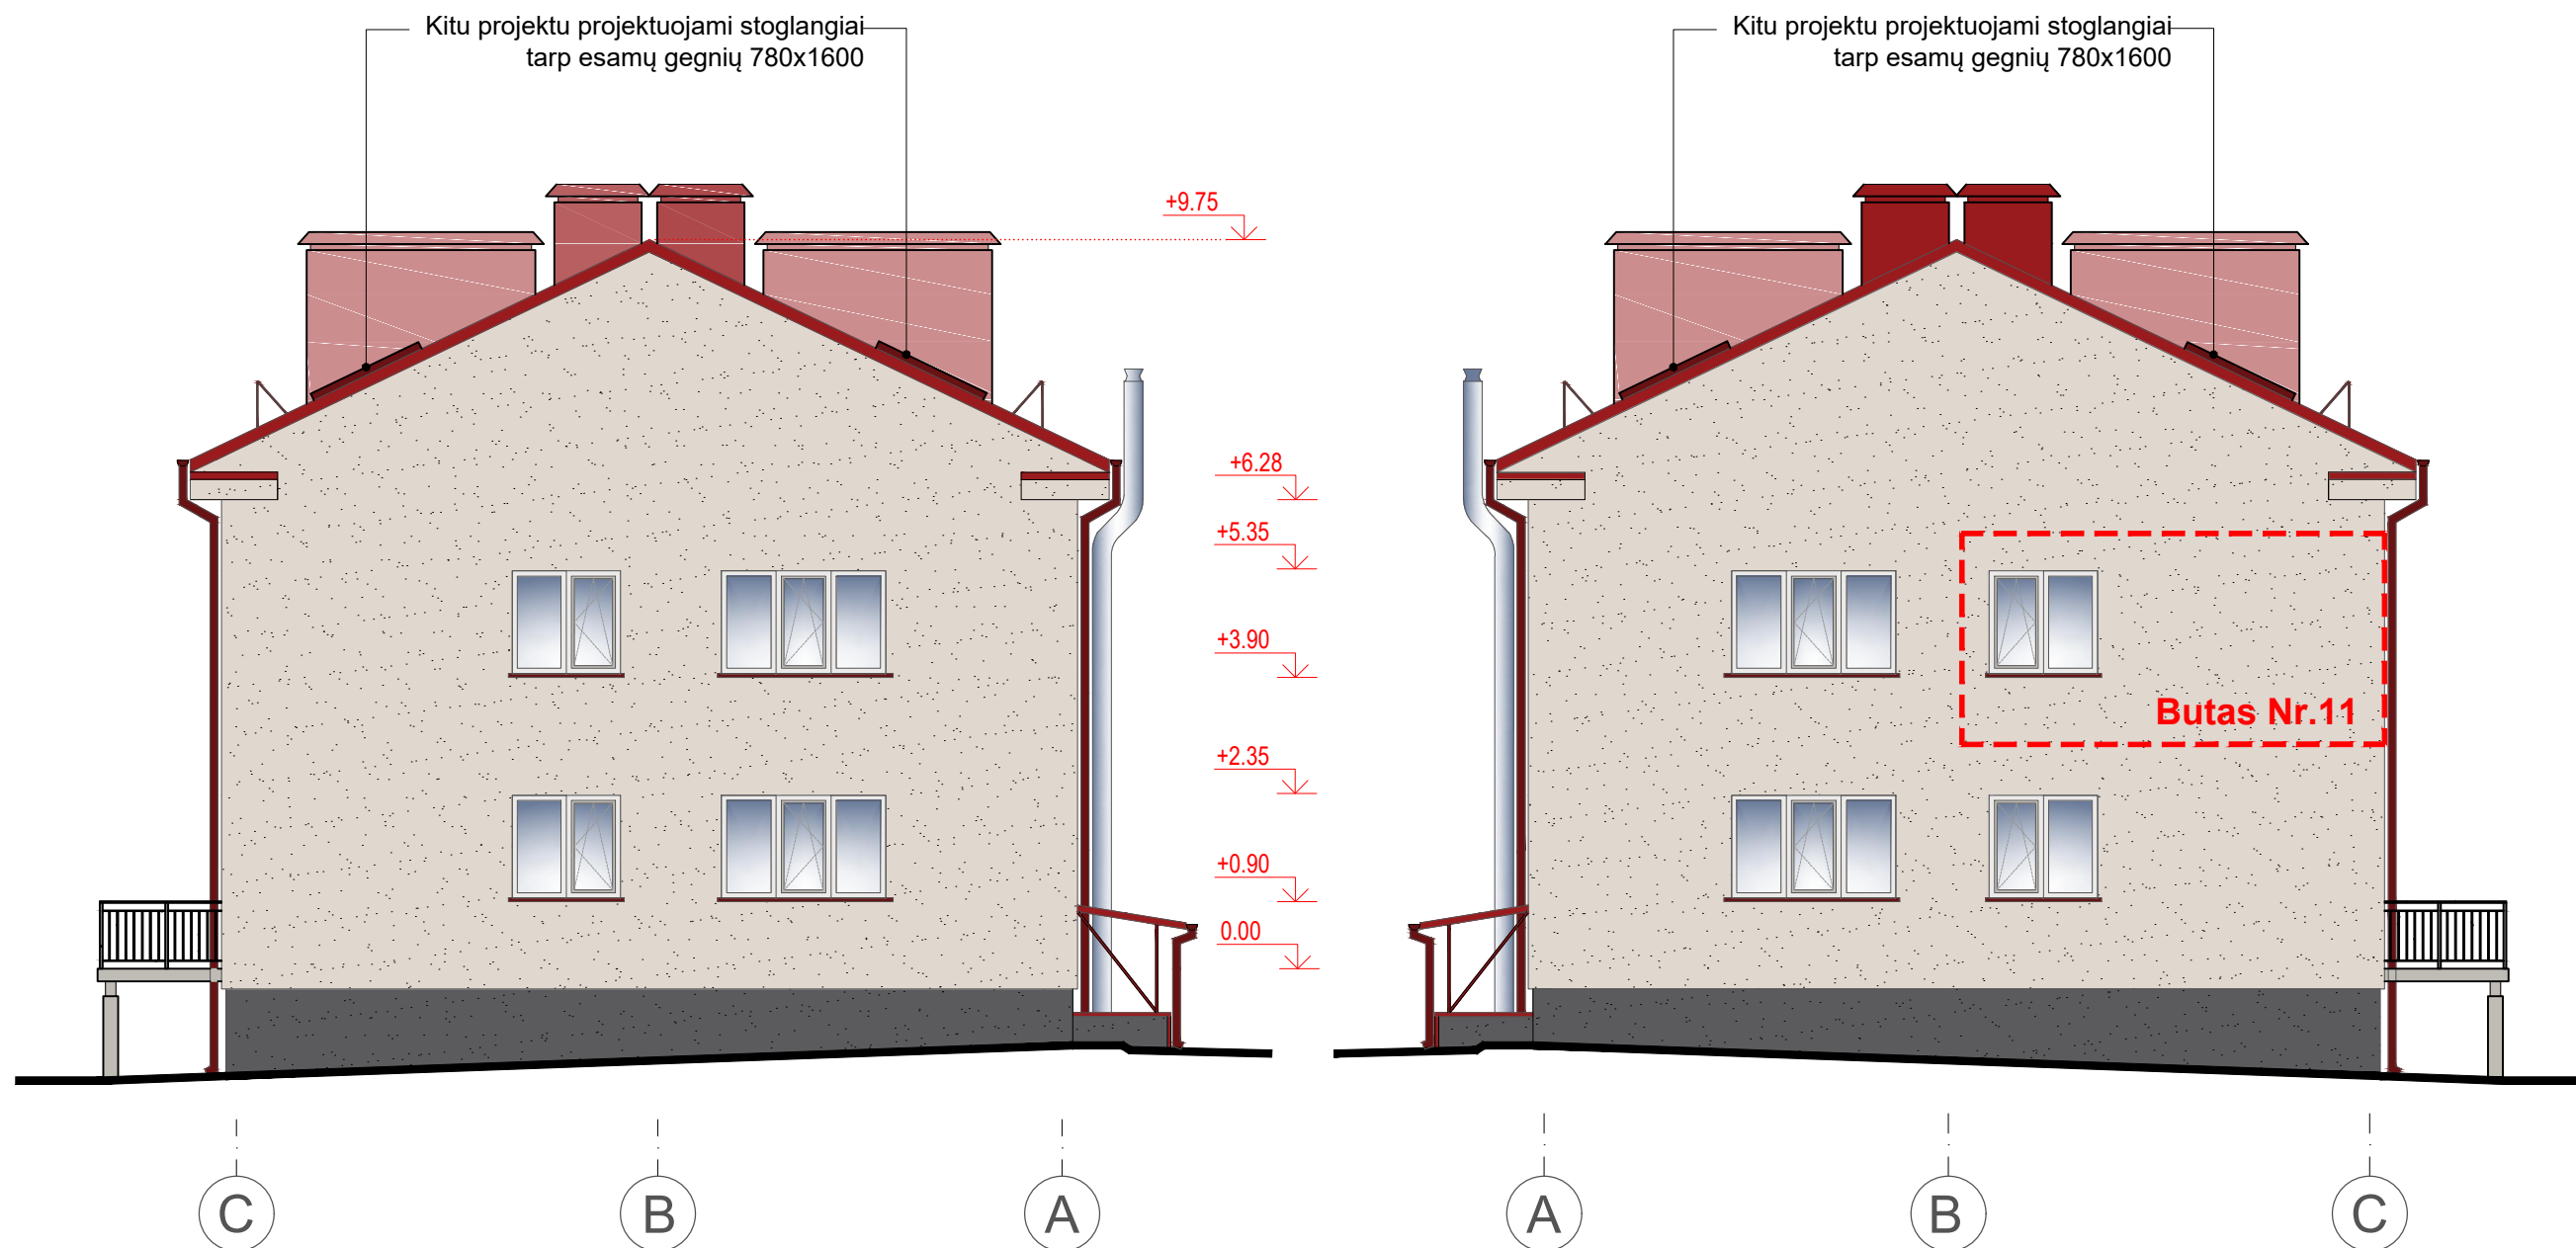 Kitu projektu projektuojami stoglangiai
tarp esamų gegnių 780x1600
Kitu projektu projektuojami stoglangiai
tarp esamų gegnių 780x1600
+9.75
+6.28
+5.35
+3.90
+2.35
+0.90
0.00
Butas Nr.11
C
B
A
A
B
C